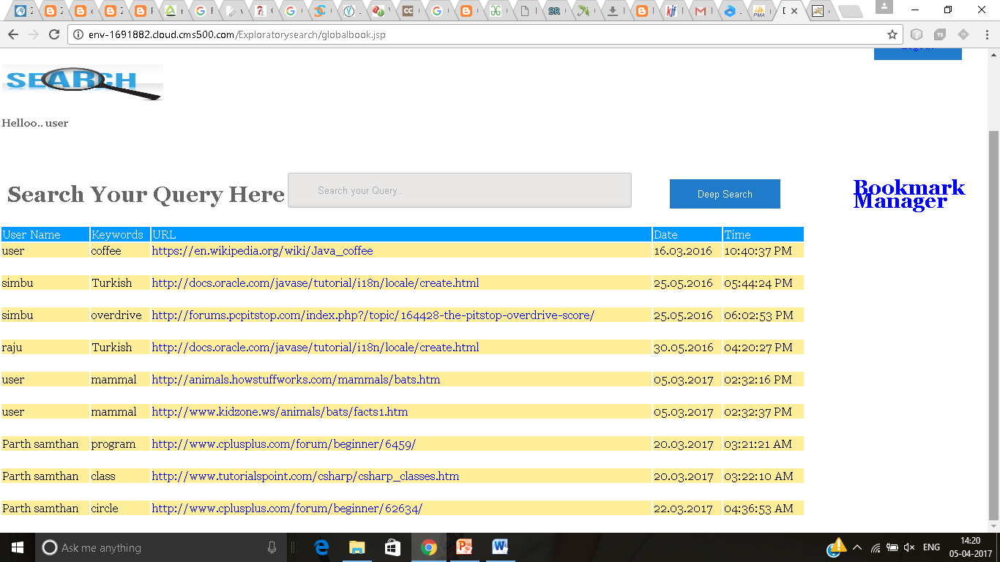 env-1691882.cloud.cms500.com/Exploratorysearch/globalbook.jsp
SEARCH
Helloo.. user
Search Your Query Here
Search your Query..
Deep Search
Bookmark
Manager
User Name Keywords URL Date Time
user coffee https://en.wikipedia.org/wiki/Java_coffee 16.03.2016 10:40:37 PM
simbu Turkish http://docs.oracle.com/javase/tutorial/i18n/locale/create.html 25.05.2016 05:44:24 PM
simbu overdrive http://forums.pcpitstop.com/index.php?/topic/164428-the-pitstop-overdrive-score/ 25.05.2016 06:02:53 PM
raju Turkish http://docs.oracle.com/javase/tutorial/i18n/locale/create.html 30.05.2016 04:20:27 PM
user mammal http://animals.howstuffworks.com/mammals/bats.htm 05.03.2017 02:32:16 PM
user mammal http://www.kidzone.ws/animals/bats/facts1.htm 05.03.2017 02:32:37 PM
Parth samthan program http://www.cplusplus.com/forum/beginner/6459/ 20.03.2017 03:21:21 AM
Parth samthan class http://www.tutorialspoint.com/csharp/csharp_classes.htm 20.03.2017 03:22:10 AM
Parth samthan circle http://www.cplusplus.com/forum/beginner/62634/ 22.03.2017 04:36:53 AM
Ask me anything
ENG
14:20
05-04-2017